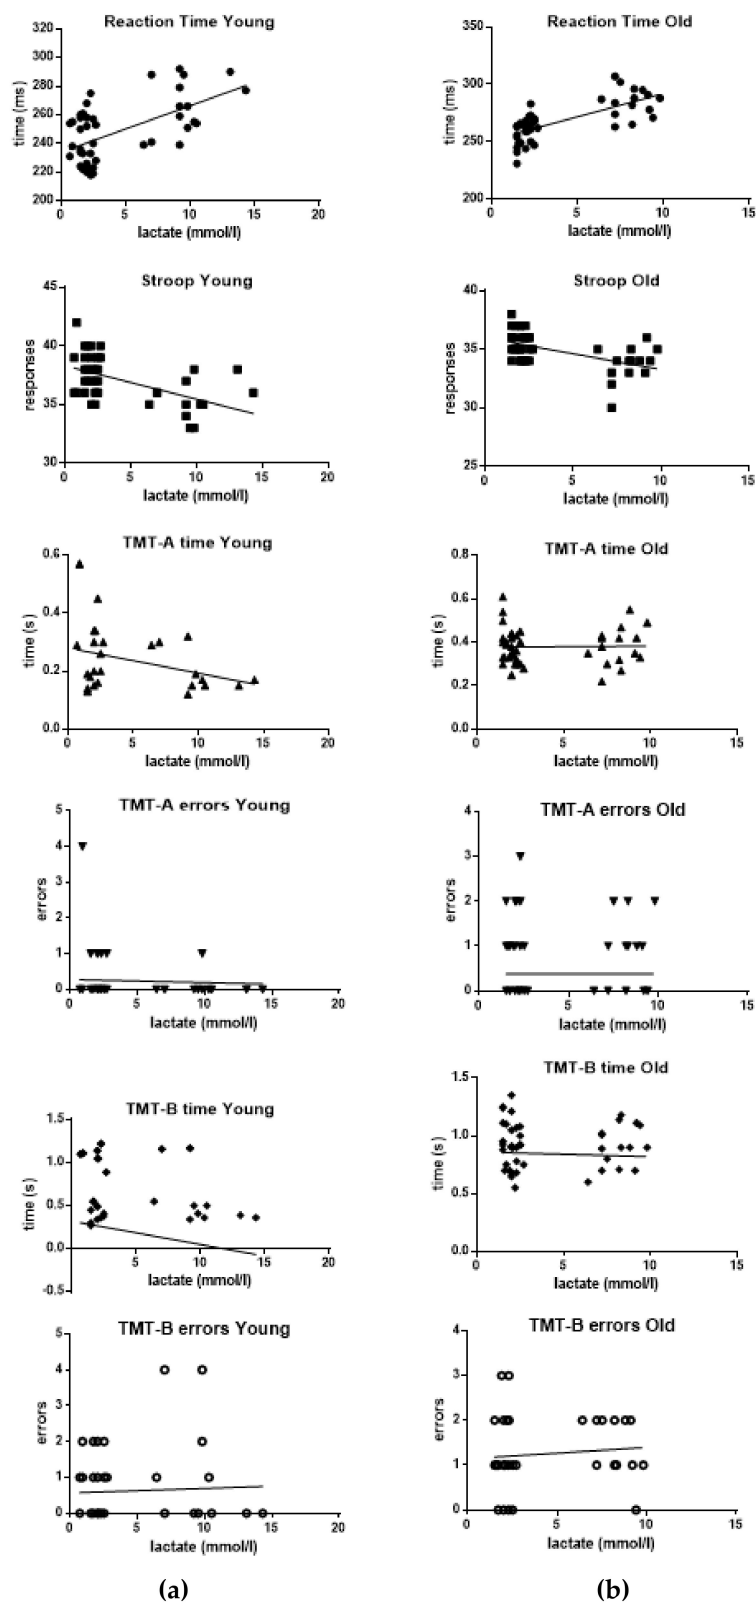 Reaction Time Young
320
300
280
260
240
220
200
time (ms)
0 5 10 15 20
lactate (mmol/l)
Reaction Time Old
350
300
250
200
time (ms)
0 5 10 15
lactate (mmol/l)
Stroop Young
45
40
35
30
responses
0 5 10 15 20
lactate (mmol/l)
Stroop Old
40
35
30
25
responses
0 5 10 15
lactate (mmol/l)
TMT-A time Young
0.6
0.4
0.2
0.0
time (s)
0 5 10 15 20
lactate (mmol/l)
TMT-A time Old
0.8
0.6
0.4
0.2
0.0
time (s)
0 5 10 15
lactate (mmol/l)
TMT-A errors Young
5
4
3
2
1
0
errors
0 5 10 15 20
lactate (mmol/l)
TMT-A errors Old
4
3
2
1
0
errors
0 5 10 15
lactate (mmol/l)
TMT-B time Young
1.5
1.0
0.5
0.0
-0.5
time (s)
5 10 15 20
lactate (mmol/l)
TMT-B time Old
1.5
1.0
0.5
0.0
time (s)
0 5 10 15
lactate (mmol/l)
TMT-B errors Young
5
4
3
2
1
0
errors
0 5 10 15 20
lactate (mmol/l)
TMT-B errors Old
4
3
2
1
0
errors
0 5 10 15
lactate (mmol/l)
(a)
(b)